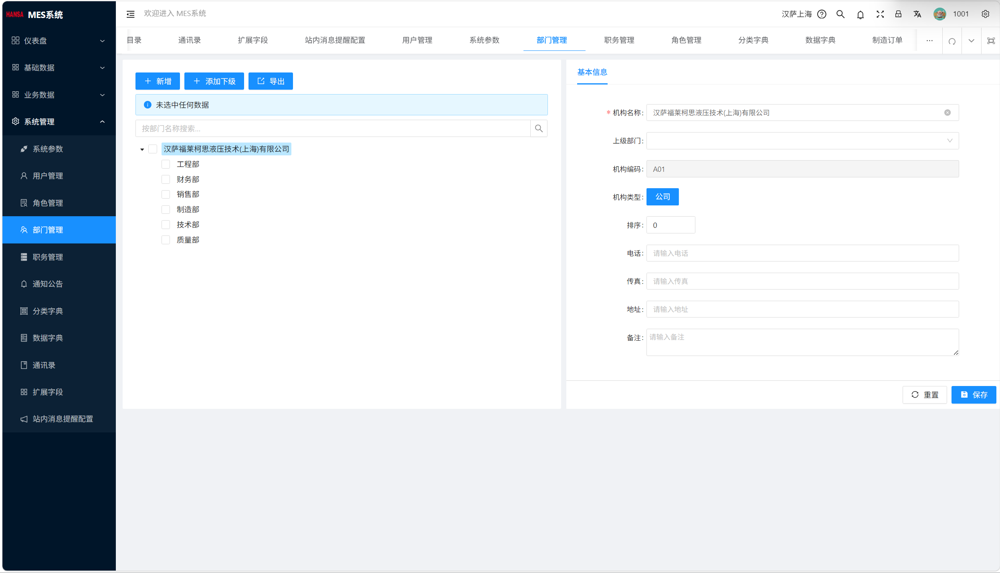 HANSA MES系统
仪表盘
基础数据
业务数据
系统管理
系统参数
用户管理
角色管理
部门管理
职务管理
通知公告
分类字典
数据字典
通讯录
扩展字段
站内消息提醒配置
欢迎进入 MES系统
汉萨上海
1001
目录 通讯录 扩展字段 站内消息提醒配置 用户管理 系统参数 部门管理 职务管理 角色管理 分类字典 数据字典 制造订单 ...
新增 添加下级 导出
未选中任何数据
按部门名称搜索...
汉萨福莱柯思液压技术(上海)有限公司
工程部
财务部
销售部
制造部
技术部
质量部
基本信息
* 机构名称: 汉萨福莱柯思液压技术(上海)有限公司
上级部门:
机构编码: A01
机构类型: 公司
排序: 0
电话: 请输入电话
传真: 请输入传真
地址: 请输入地址
备注: 请输入备注
重置 保存